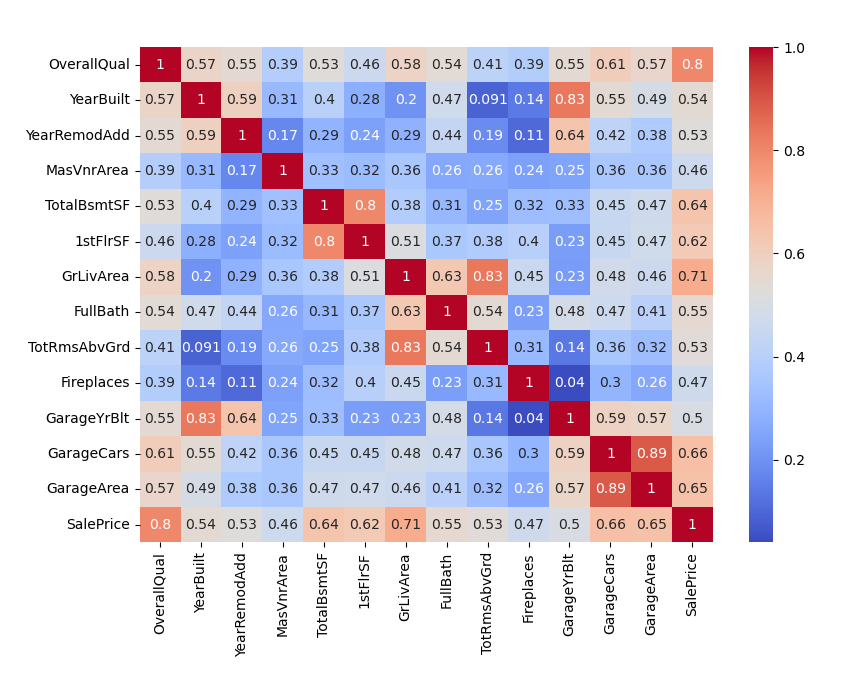 OverallQual 1 0.57 0.55 0.39 0.53 0.46 0.58 0.54 0.41 0.39 0.55 0.61 0.57 0.8
YearBuilt 0.57 1 0.59 0.31 0.4 0.28 0.2 0.47 0.091 0.14 0.83 0.55 0.49 0.54
YearRemodAdd 0.55 0.59 1 0.17 0.29 0.24 0.29 0.44 0.19 0.11 0.64 0.42 0.38 0.53
MasVnrArea 0.39 0.31 0.17 1 0.33 0.32 0.36 0.26 0.26 0.24 0.25 0.36 0.36 0.46
TotalBsmtSF 0.53 0.4 0.29 0.33 1 0.8 0.38 0.31 0.25 0.32 0.33 0.45 0.47 0.64
1stFlrSF 0.46 0.28 0.24 0.32 0.8 1 0.51 0.37 0.38 0.4 0.23 0.45 0.47 0.62
GrLivArea 0.58 0.2 0.29 0.36 0.38 0.51 1 0.63 0.83 0.45 0.23 0.48 0.46 0.71
FullBath 0.54 0.47 0.44 0.26 0.31 0.37 0.63 1 0.54 0.23 0.48 0.47 0.41 0.55
TotRmsAbvGrd 0.41 0.091 0.19 0.26 0.25 0.38 0.83 0.54 1 0.31 0.14 0.36 0.32 0.53
Fireplaces 0.39 0.14 0.11 0.24 0.32 0.4 0.45 0.23 0.31 1 0.04 0.3 0.26 0.47
GarageYrBlt 0.55 0.83 0.64 0.25 0.33 0.23 0.23 0.48 0.14 0.04 1 0.59 0.57 0.5
GarageCars 0.61 0.55 0.42 0.36 0.45 0.45 0.48 0.47 0.36 0.3 0.59 1 0.89 0.66
GarageArea 0.57 0.49 0.38 0.36 0.47 0.47 0.46 0.41 0.32 0.26 0.57 0.89 1 0.65
SalePrice 0.8 0.54 0.53 0.46 0.64 0.62 0.71 0.55 0.53 0.47 0.5 0.66 0.65 1
OverallQual
YearBuilt
YearRemodAdd
MasVnrArea
TotalBsmtSF
1stFlrSF
GrLivArea
FullBath
TotRmsAbvGrd
Fireplaces
GarageYrBlt
GarageCars
GarageArea
SalePrice
1.0
0.8
0.6
0.4
0.2